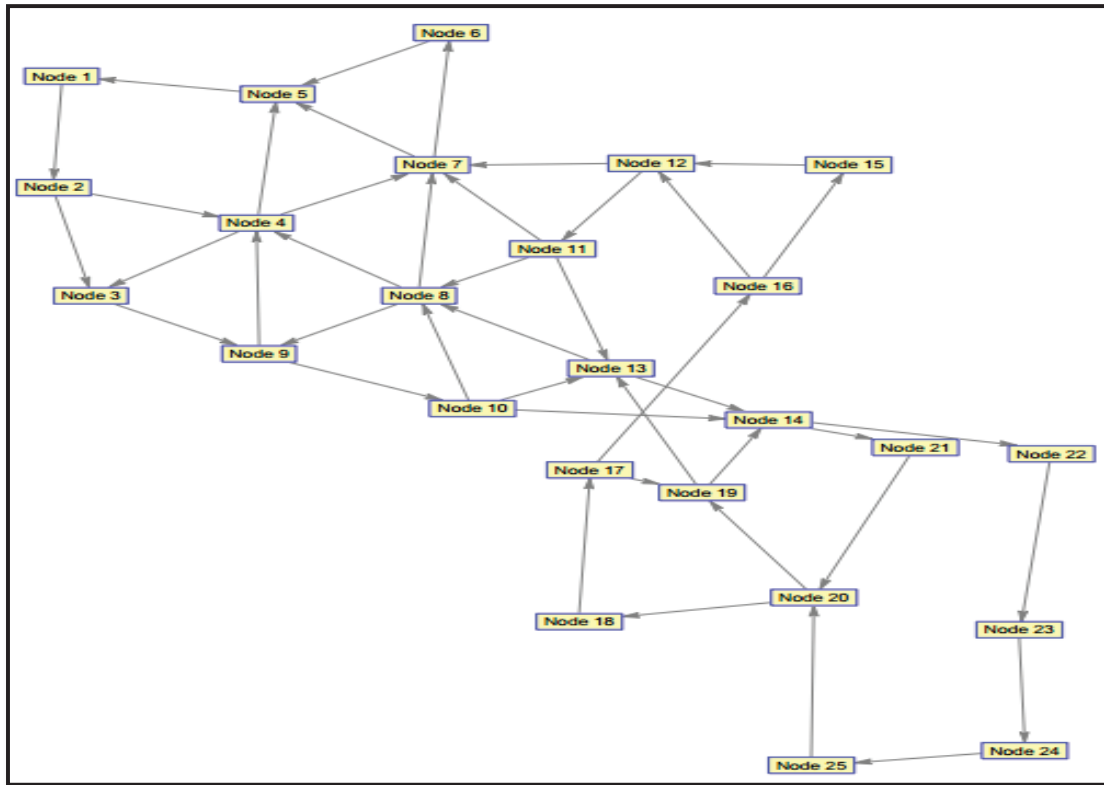 Node 6
Node 1
Node 5
Node 7
Node 12
Node 15
Node 2
Node 4
Node 11
Node 16
Node 3
Node 8
Node 9
Node 13
Node 10
Node 14
Node 21
Node 22
Node 17
Node 19
Node 20
Node 18
Node 23
Node 24
Node 25